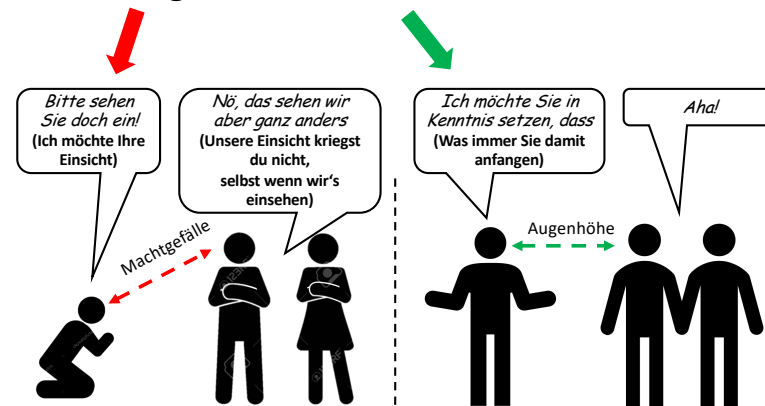 Bitte sehen
Sie doch ein!
(Ich möchte Ihre
Einsicht)
Nö, das sehen wir
aber ganz anders
(Unsere Einsicht kriegst
du nicht,
selbst wenn wir's
einsehen)
Machtgefälle
Ich möchte Sie in
Kenntnis setzen, dass
(Was immer Sie damit
anfangen)
Aha!
Augenhöhe